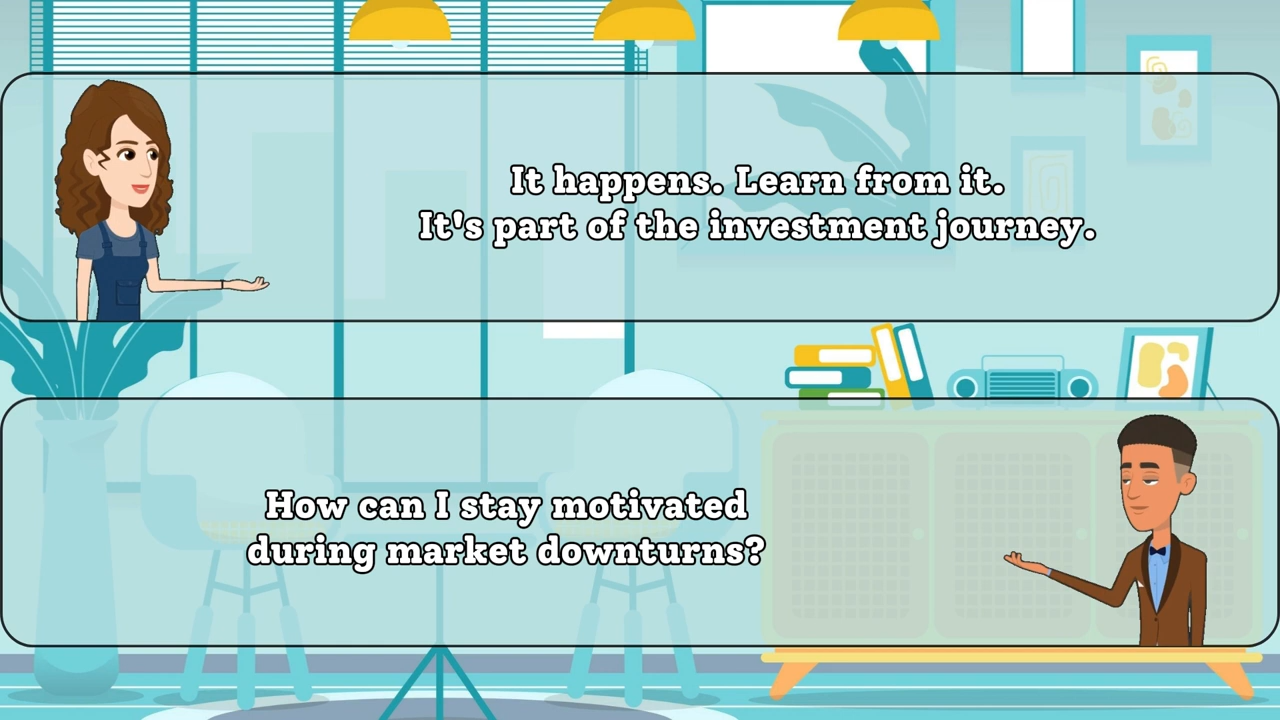 It happens. Learn from it.
It's part of the investment journey.
How can I stay motivated
during market downturns?